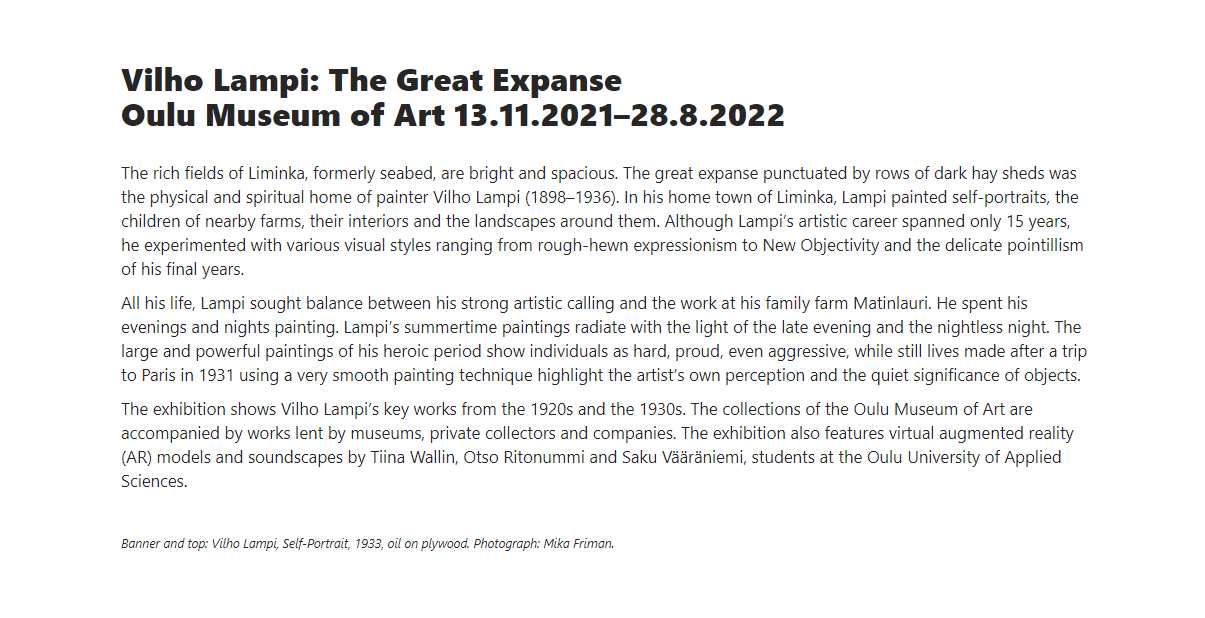 Vilho Lampi: The Great Expanse
Oulu Museum of Art 13.11.2021–28.8.2022
The rich fields of Liminka, formerly seabed, are bright and spacious. The great expanse punctuated by rows of dark hay sheds was
the physical and spiritual home of painter Vilho Lampi (1898–1936). In his home town of Liminka, Lampi painted self-portraits, the
children of nearby farms, their interiors and the landscapes around them. Although Lampi’s artistic career spanned only 15 years,
he experimented with various visual styles ranging from rough-hewn expressionism to New Objectivity and the delicate pointillism
of his final years.
All his life, Lampi sought balance between his strong artistic calling and the work at his family farm Matinlauri. He spent his
evenings and nights painting. Lampi’s summertime paintings radiate with the light of the late evening and the nightless night. The
large and powerful paintings of his heroic period show individuals as hard, proud, even aggressive, while still lives made after a trip
to Paris in 1931 using a very smooth painting technique highlight the artist’s own perception and the quiet significance of objects.
The exhibition shows Vilho Lampi’s key works from the 1920s and the 1930s. The collections of the Oulu Museum of Art are
accompanied by works lent by museums, private collectors and companies. The exhibition also features virtual augmented reality
(AR) models and soundscapes by Tiina Wallin, Otso Ritonummi and Saku Vääräniemi, students at the Oulu University of Applied
Sciences.
Banner and top: Vilho Lampi, Self-Portrait, 1933, oil on plywood. Photograph: Mika Friman.